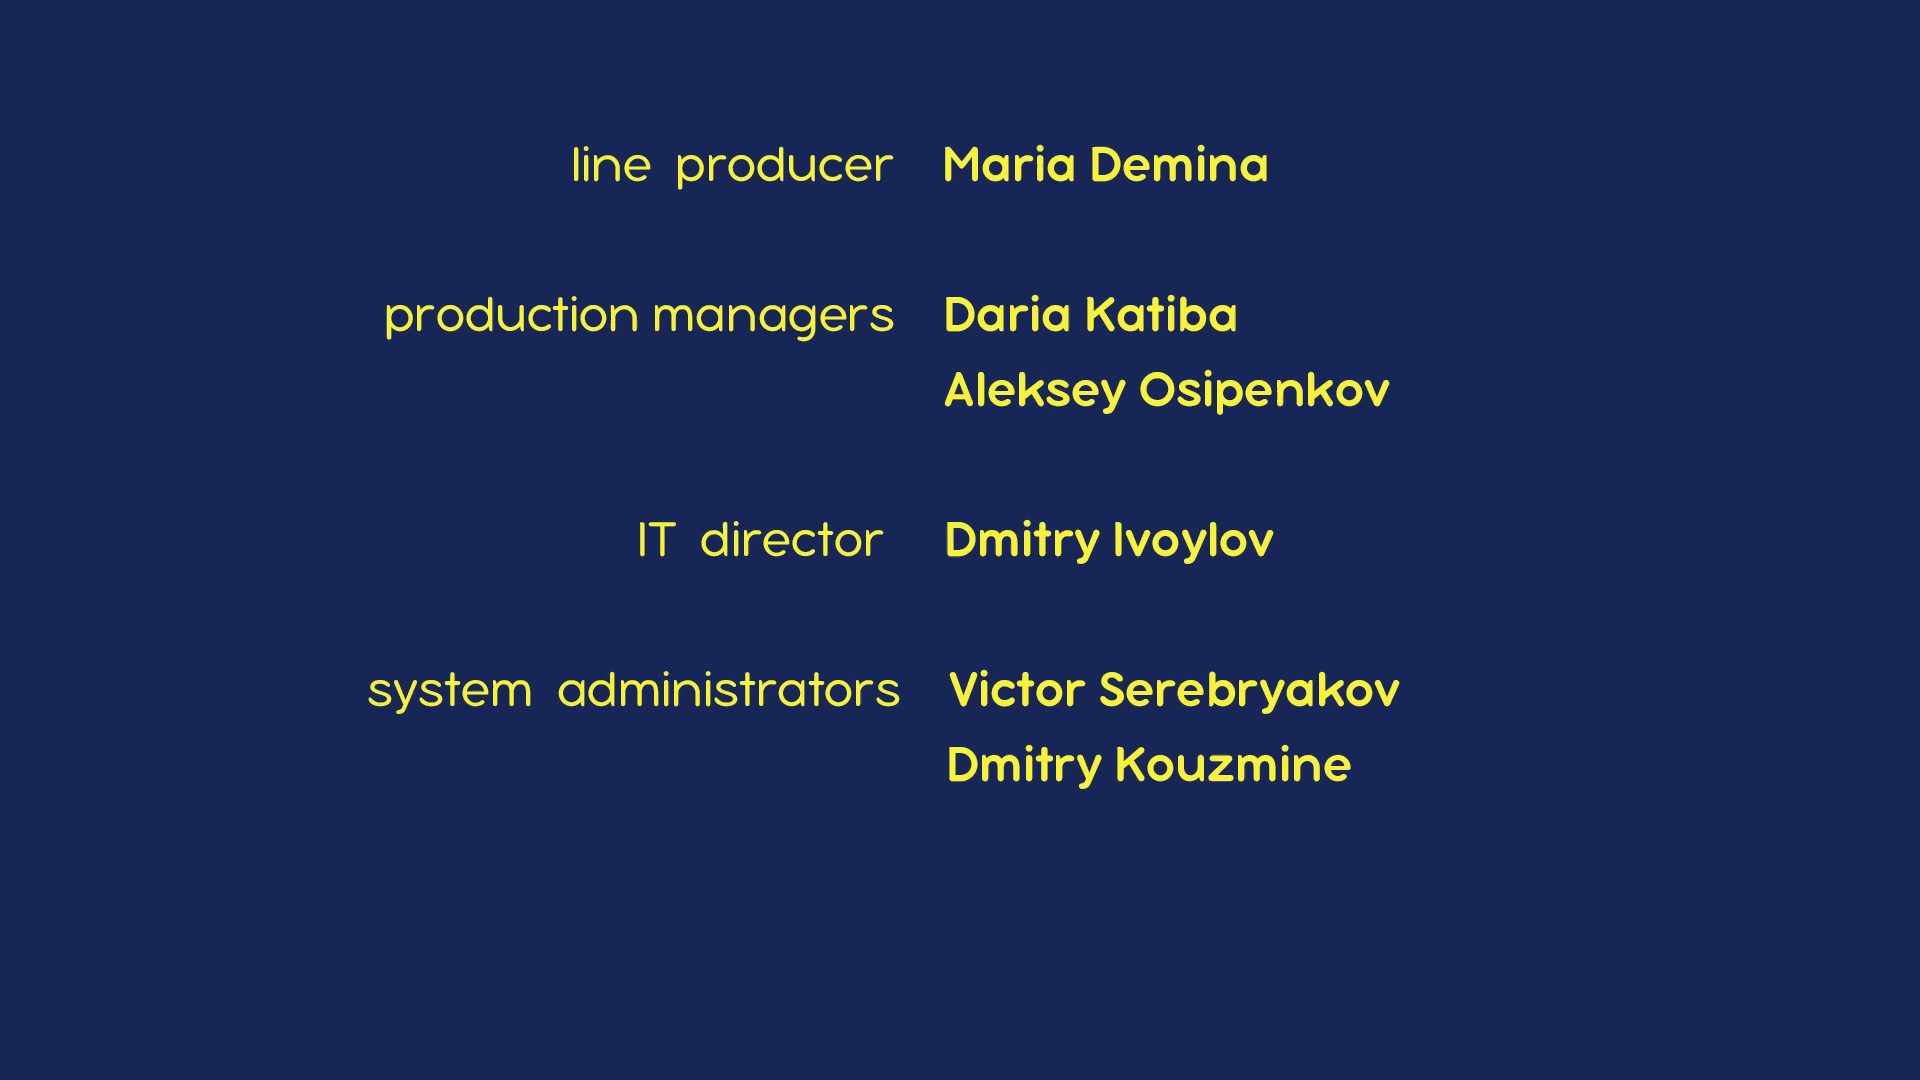 line producer Maria Demina
production managers Daria Katiba
Aleksey Osipenkov
IT director Dmitry Ivoylov
system administrators Victor Serebryakov
Dmitry Kouzmine